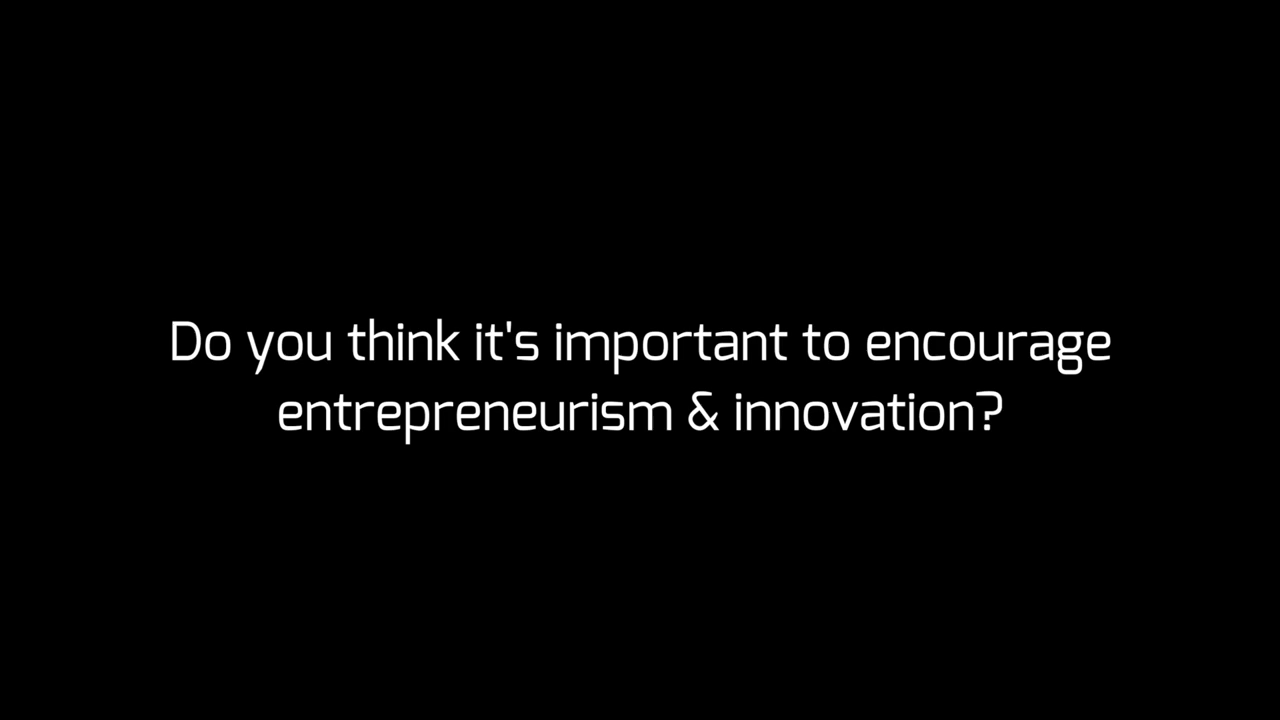 Do you think it's important to encourage
entrepreneurism & innovation?